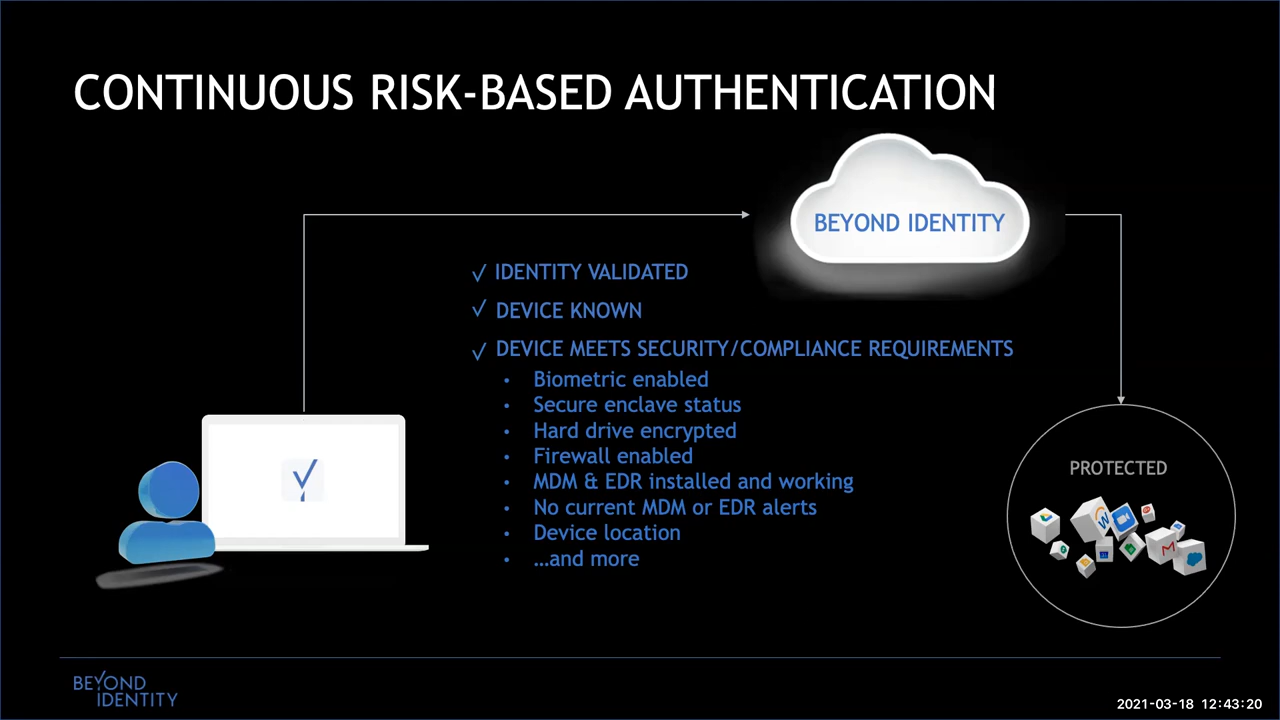 CONTINUOUS RISK-BASED AUTHENTICATION
BEYOND IDENTITY
✓ IDENTITY VALIDATED
✓ DEVICE KNOWN
✓ DEVICE MEETS SECURITY/COMPLIANCE REQUIREMENTS
• Biometric enabled
• Secure enclave status
• Hard drive encrypted
• Firewall enabled
• MDM & EDR installed and working
• No current MDM or EDR alerts
• Device location
• …and more
PROTECTED
BEYOND
IDENTITY
2021-03-18 12:43:20